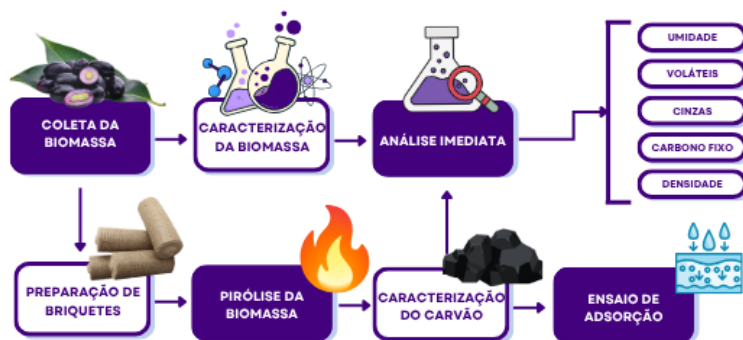 COLETA DA
BIOMASSA
CARACTERIZAÇÃO
DA BIOMASSA
ANÁLISE IMEDIATA
UMIDADE
VOLÁTEIS
CINZAS
CARBONO FIXO
DENSIDADE
PREPARAÇÃO DE
BRIQUETES
PIRÓLISE DA
BIOMASSA
CARACTERIZAÇÃO
DO CARVÃO
ENSAIO DE
ADSORÇÃO